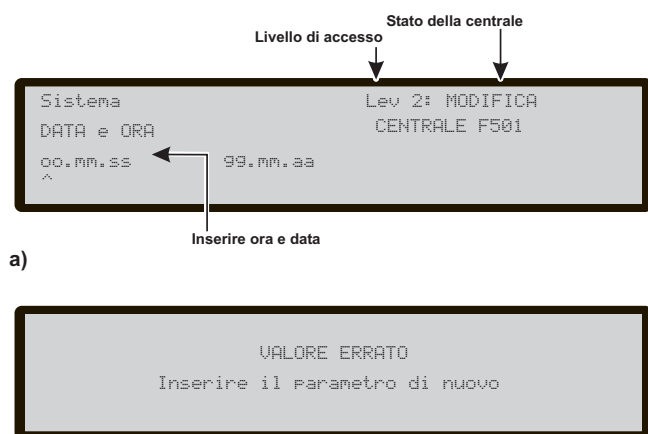 Stato della centrale
Livello di accesso
Sistema Lev 2: MODIFICA
DATA e ORA CENTRALE F501
oo.mm.ss gg.mm.aa
^
Inserire ora e data
a)
VALORE ERRATO
Inserire il parametro di nuovo